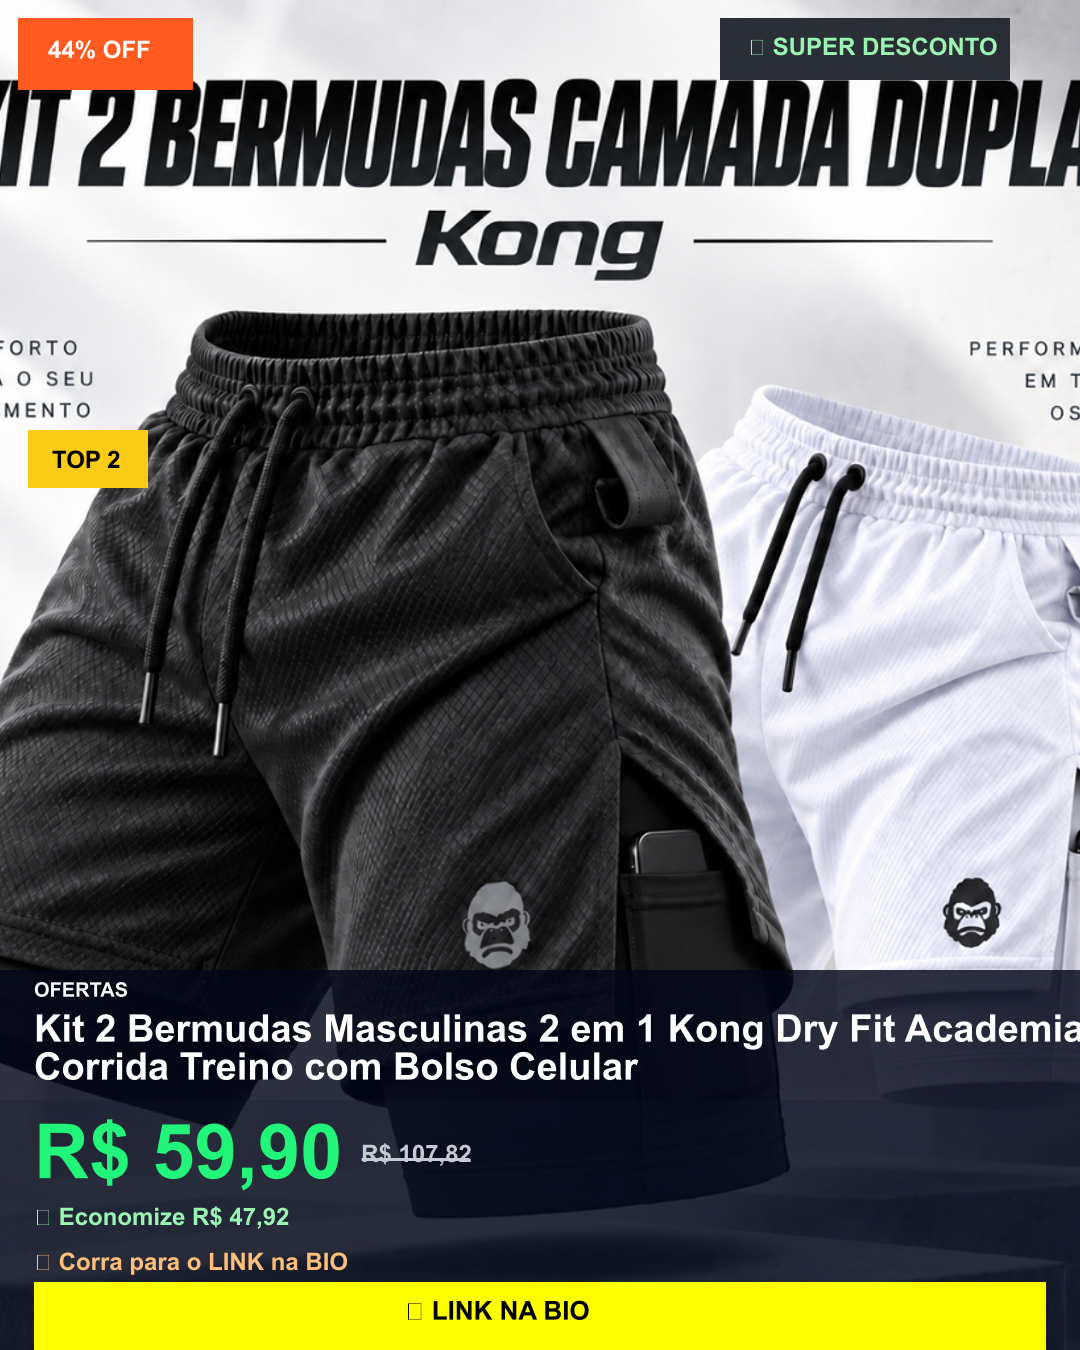 44% OFF
SUPER DESCONTO
IT 2 BERMUDAS CAMADA DUPLA
Kong
FORTO
A O SEU
MENTO
PERFORM
EM T
OS
TOP 2
OFERTAS
Kit 2 Bermudas Masculinas 2 em 1 Kong Dry Fit Academia
Corrida Treino com Bolso Celular
R$ 59,90 R$ 107,82
Economize R$ 47,92
Corra para o LINK na BIO
LINK NA BIO